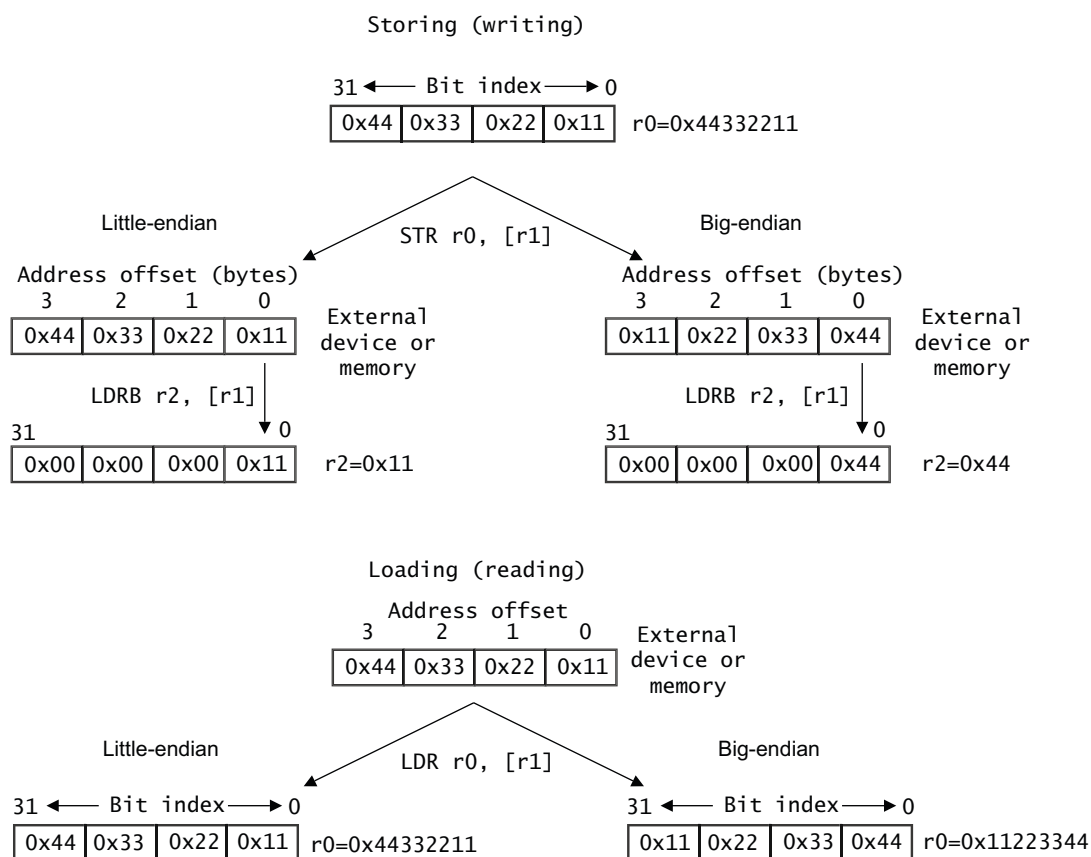 Storing (writing)
31 Bit index 0
0x44 0x33 0x22 0x11 r0=0x44332211
Little-endian
Big-endian
STR r0, [r1]
Address offset (bytes)
3 2 1 0
0x44 0x33 0x22 0x11
External
device or
memory
LDRB r2, [r1]
31 0
0x00 0x00 0x00 0x11 r2=0x11
Address offset (bytes)
3 2 1 0
0x11 0x22 0x33 0x44
External
device or
memory
LDRB r2, [r1]
31 0
0x00 0x00 0x00 0x44 r2=0x44
Loading (reading)
Address offset
3 2 1 0
0x44 0x33 0x22 0x11
External
device or
memory
Little-endian
Big-endian
LDR r0, [r1]
31 Bit index 0
0x44 0x33 0x22 0x11 r0=0x44332211
31 Bit index 0
0x11 0x22 0x33 0x44 r0=0x11223344